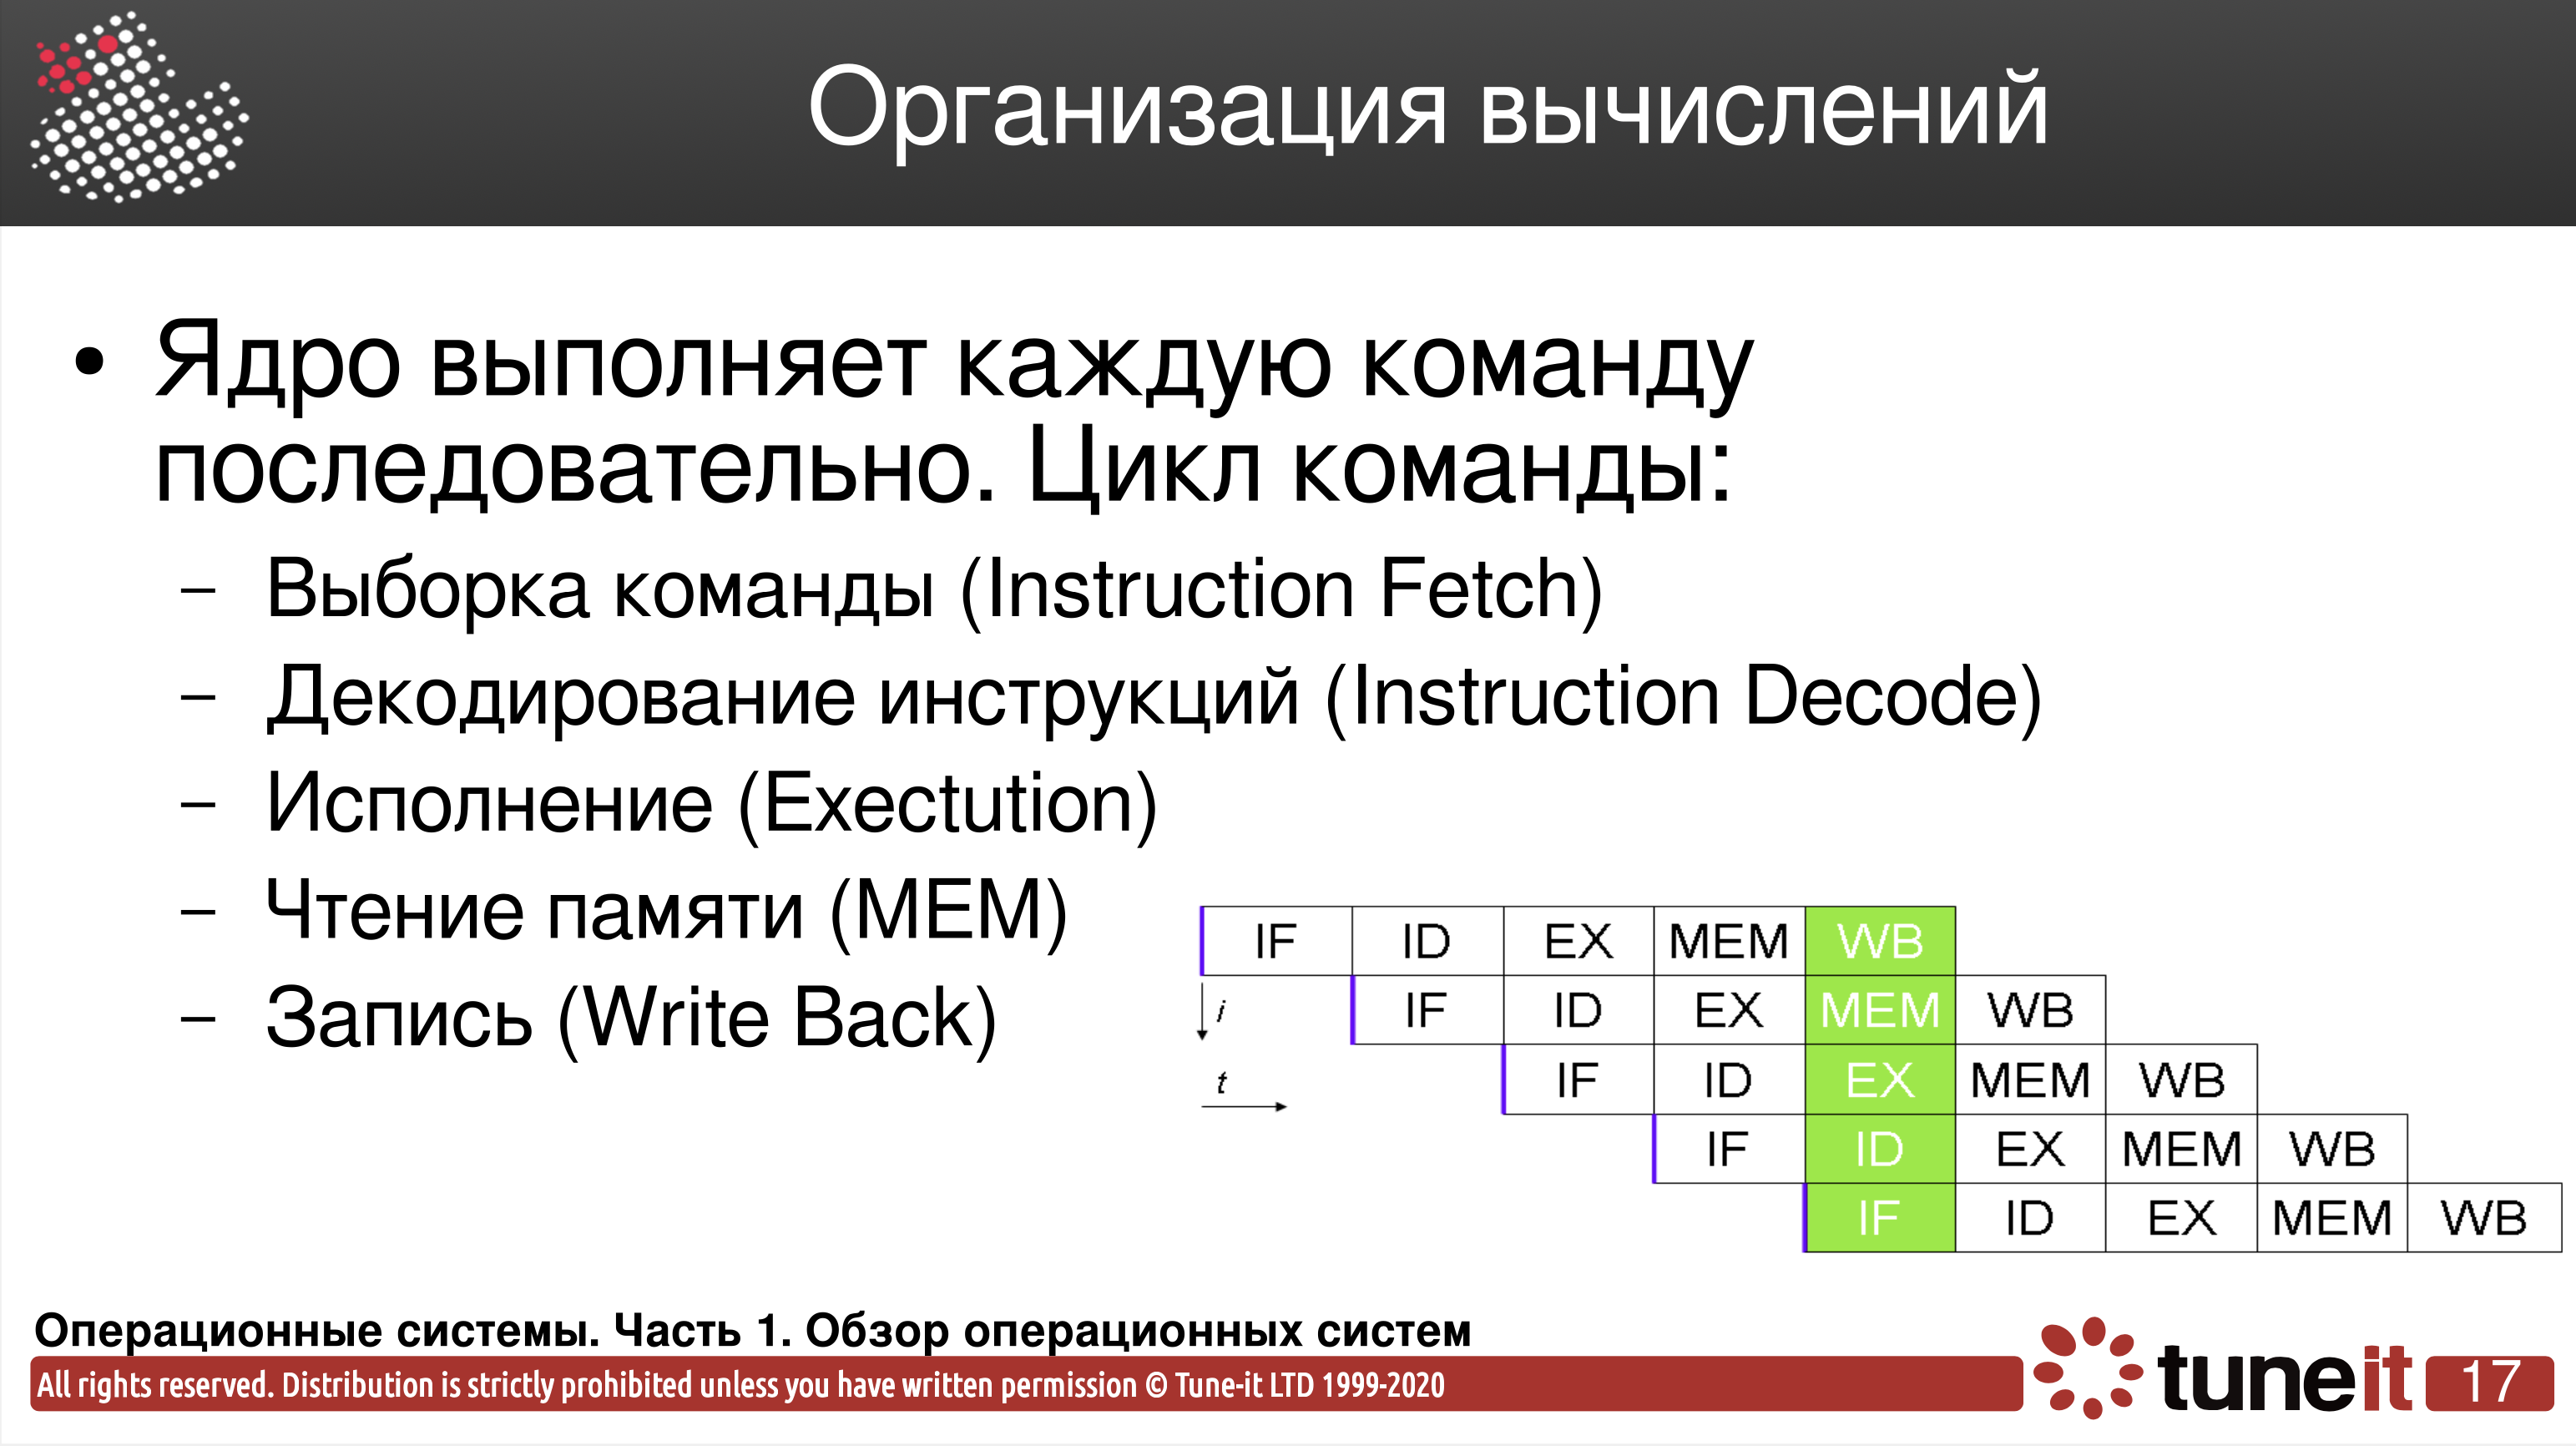 Организация вычислений
• Ядро выполняет каждую команду
последовательно. Цикл команды:
– Выборка команды (Instruction Fetch)
– Декодирование инструкций (Instruction Decode)
– Исполнение (Exectution)
– Чтение памяти (MEM)
– Запись (Write Back)
IF ID EX MEM WB
i IF ID EX MEM WB
t IF ID EX MEM WB
IF ID EX MEM WB
IF ID EX MEM WB
Операционные системы. Часть 1. Обзор операционных систем
All rights reserved. Distribution is strictly prohibited unless you have written permission © Tune-it LTD 1999-2020
tuneit 17